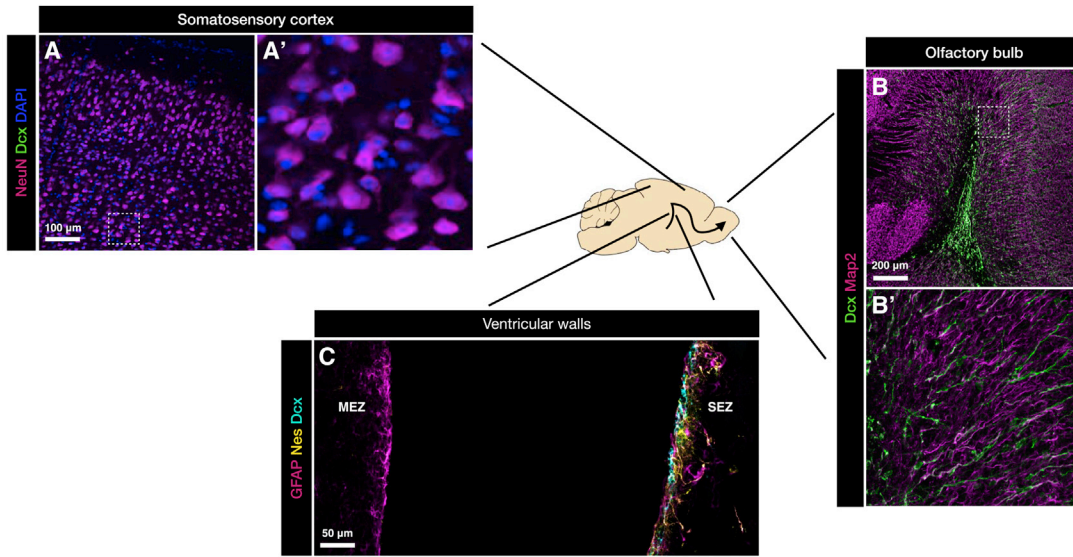 Somatosensory cortex
NeuN Dcx DAPI
A
A'
100 µm
Olfactory bulb
Dcx Map2
B
200 µm
B'
Ventricular walls
GFAP Nes Dcx
C
MEZ
SEZ
50 µm